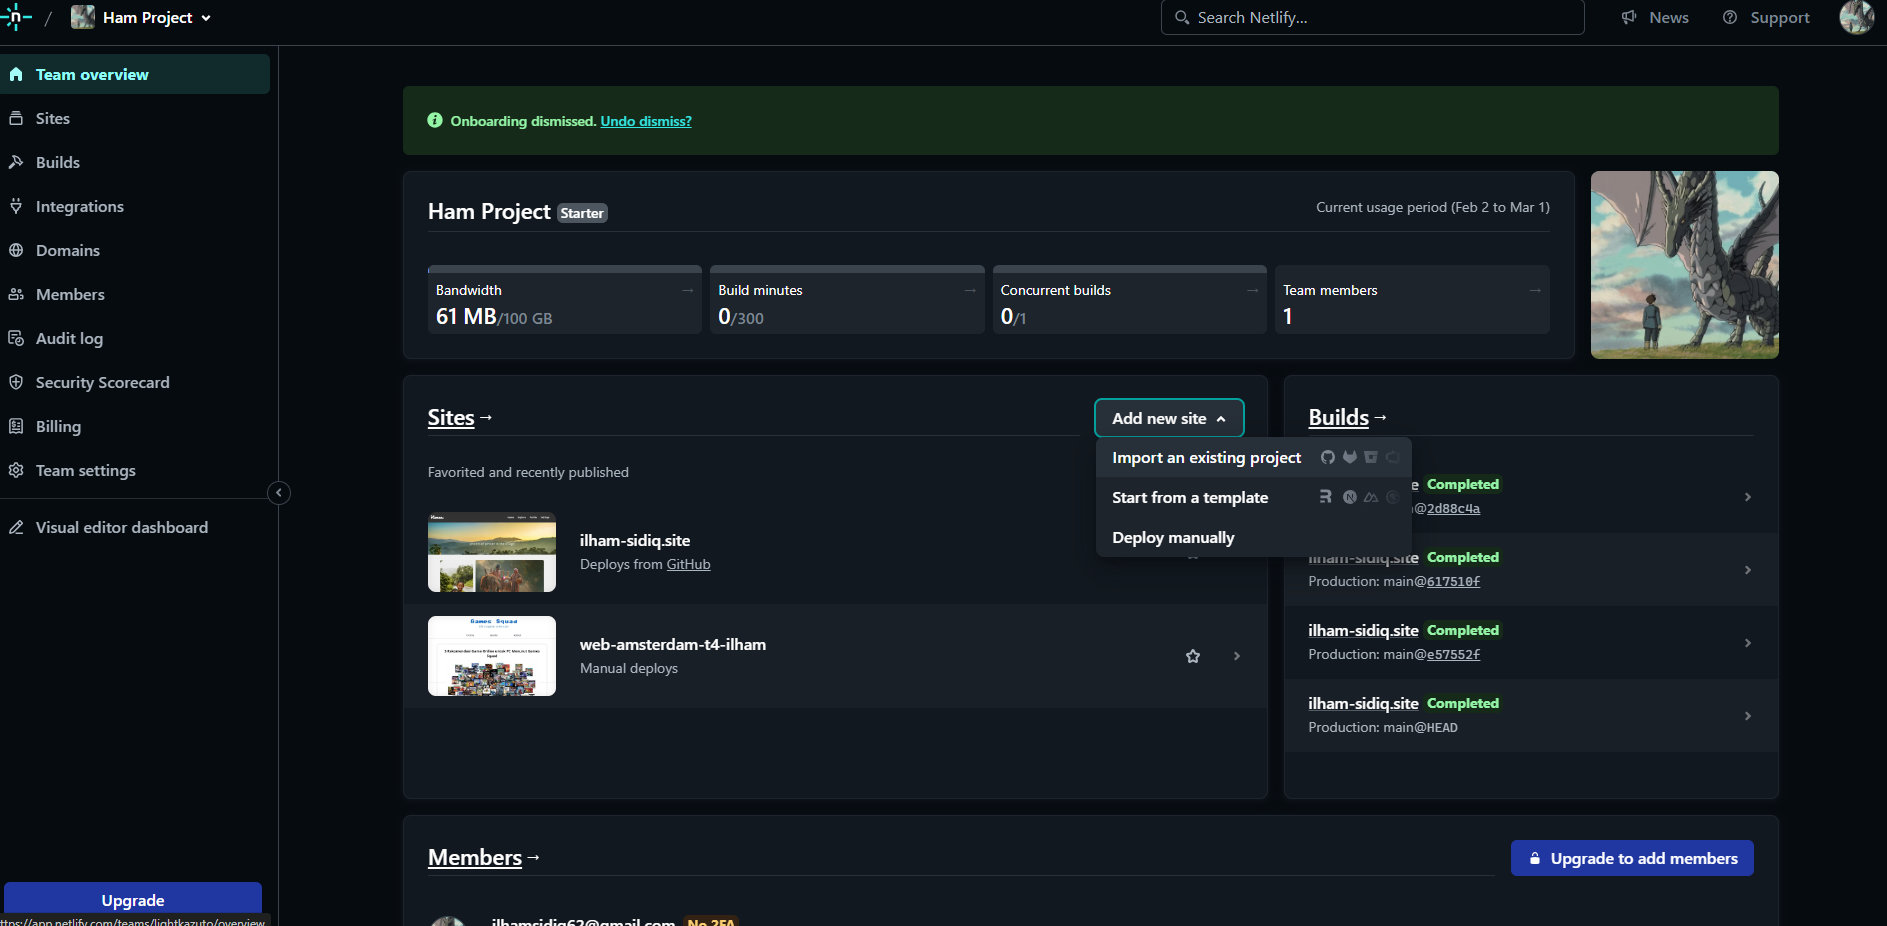 / Ham Project
Search Netlify...
News
Support
Team overview
Sites
Builds
Integrations
Domains
Members
Audit log
Security Scorecard
Billing
Team settings
Visual editor dashboard
Upgrade
ttps://app.netlify.com/teams/lightkazuto/overview
Onboarding dismissed. Undo dismiss?
Ham Project Starter
Current usage period (Feb 2 to Mar 1)
Bandwidth →
61 MB/100 GB
Build minutes →
0/300
Concurrent builds →
0/1
Team members →
1
Sites →
Add new site
Import an existing project
Start from a template
Deploy manually
Favorited and recently published
ilham-sidiq.site
Deploys from GitHub
Games Squad
web-amsterdam-t4-ilham
Manual deploys
Builds →
e Completed
@2d88c4a
ilham-sidiq.site Completed
Production: main@617510f
ilham-sidiq.site Completed
Production: main@e57552f
ilham-sidiq.site Completed
Production: main@HEAD
Members →
Upgrade to add members
ilhamsidiq62@gmail.com No 2FA